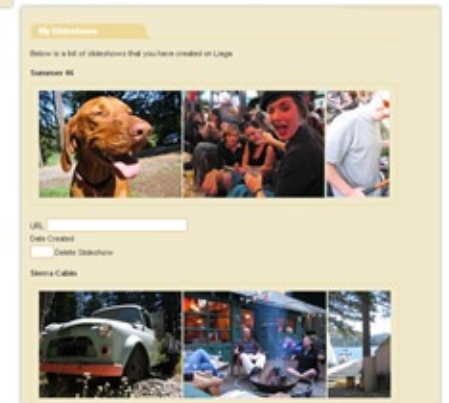 My Slideshows
Below is a list of slideshows that you have created on Liaga
Summer 06
URL
Date Created
Delete Slideshow
Sierra Cabin